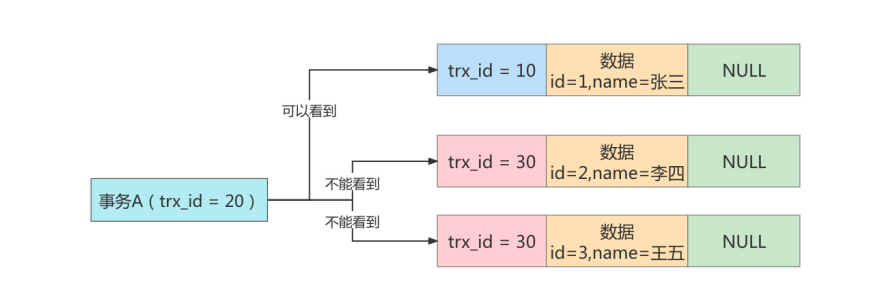 trx_id = 10
数据
id=1,name=张三
NULL
可以看到
trx_id = 30
数据
id=2,name=李四
NULL
不能看到
事务A（trx_id = 20）
不能看到
trx_id = 30
数据
id=3,name=王五
NULL